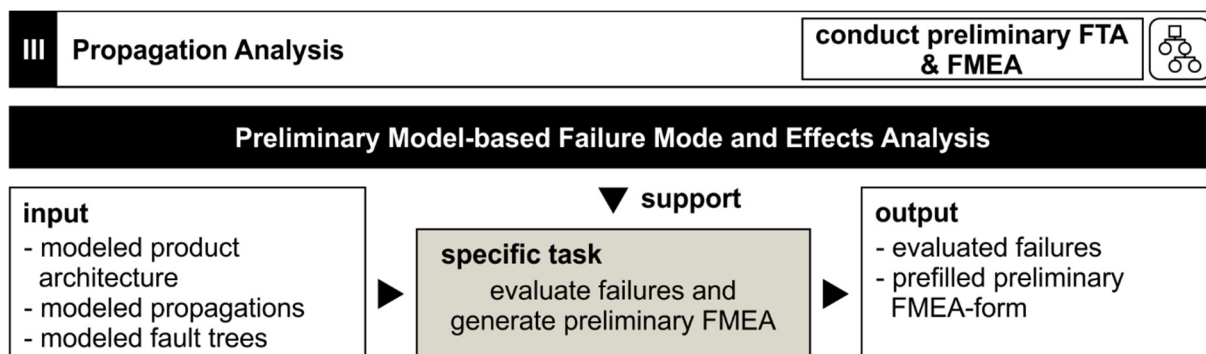 III Propagation Analysis
conduct preliminary FTA
& FMEA
Preliminary Model-based Failure Mode and Effects Analysis
input
- modeled product
architecture
- modeled propagations
- modeled fault trees
support
specific task
evaluate failures and
generate preliminary FMEA
output
- evaluated failures
- prefilled preliminary
FMEA-form